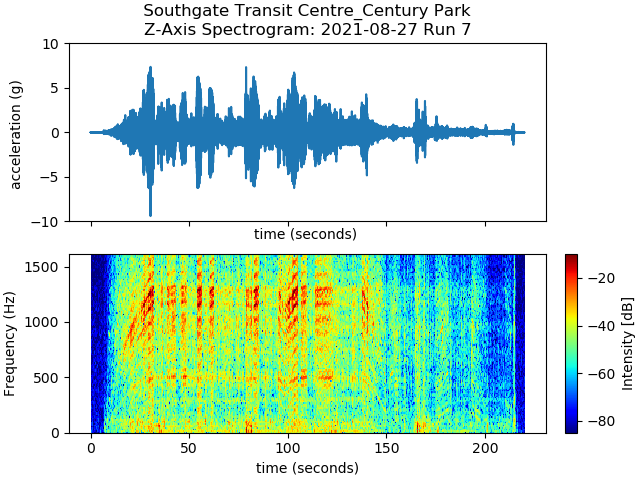 Southgate Transit Centre_Century Park
Z-Axis Spectrogram: 2021-08-27 Run 7
10
5
0
−5
−10
acceleration (g)
time (seconds)
1500
1000
500
0
Frequency (Hz)
0
50
100
150
200
time (seconds)
−20
−40
−60
−80
Intensity [dB]